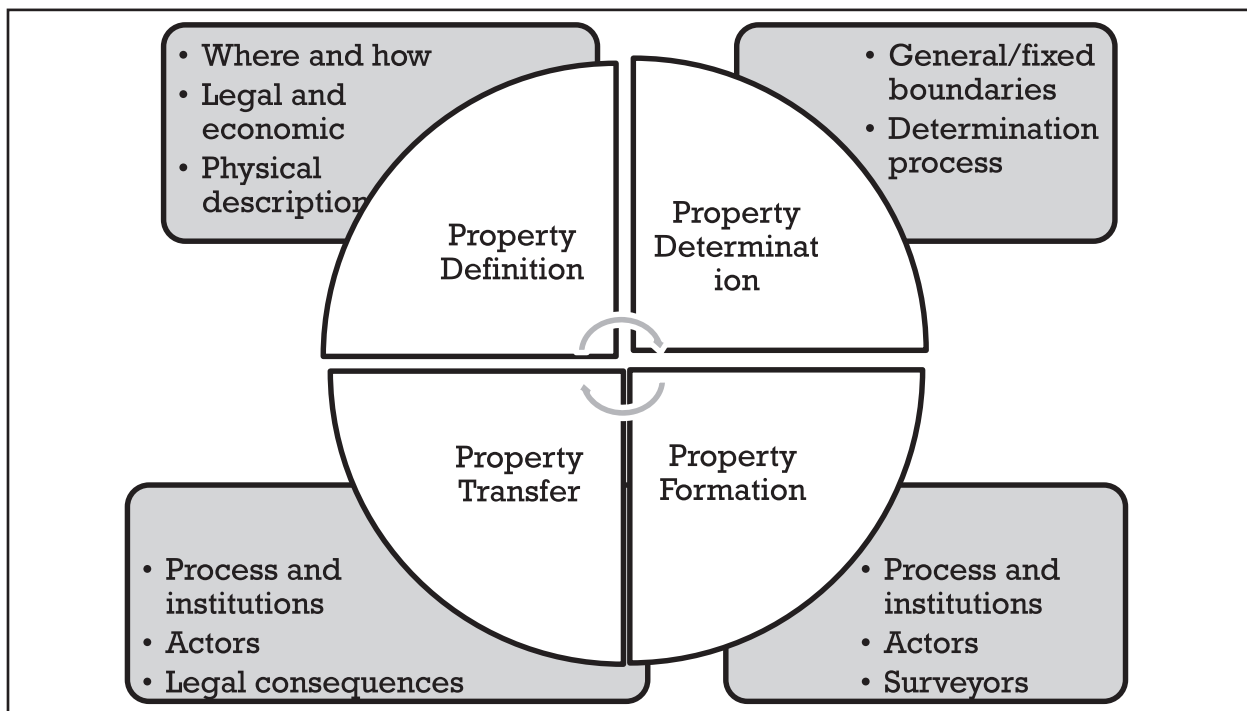 • Where and how
• Legal and
economic
• Physical
description
Property
Definition
• General/fixed
boundaries
• Determination
process
Property
Determinat
ion
Property
Transfer
• Process and
institutions
• Actors
• Legal consequences
Property
Formation
• Process and
institutions
• Actors
• Surveyors